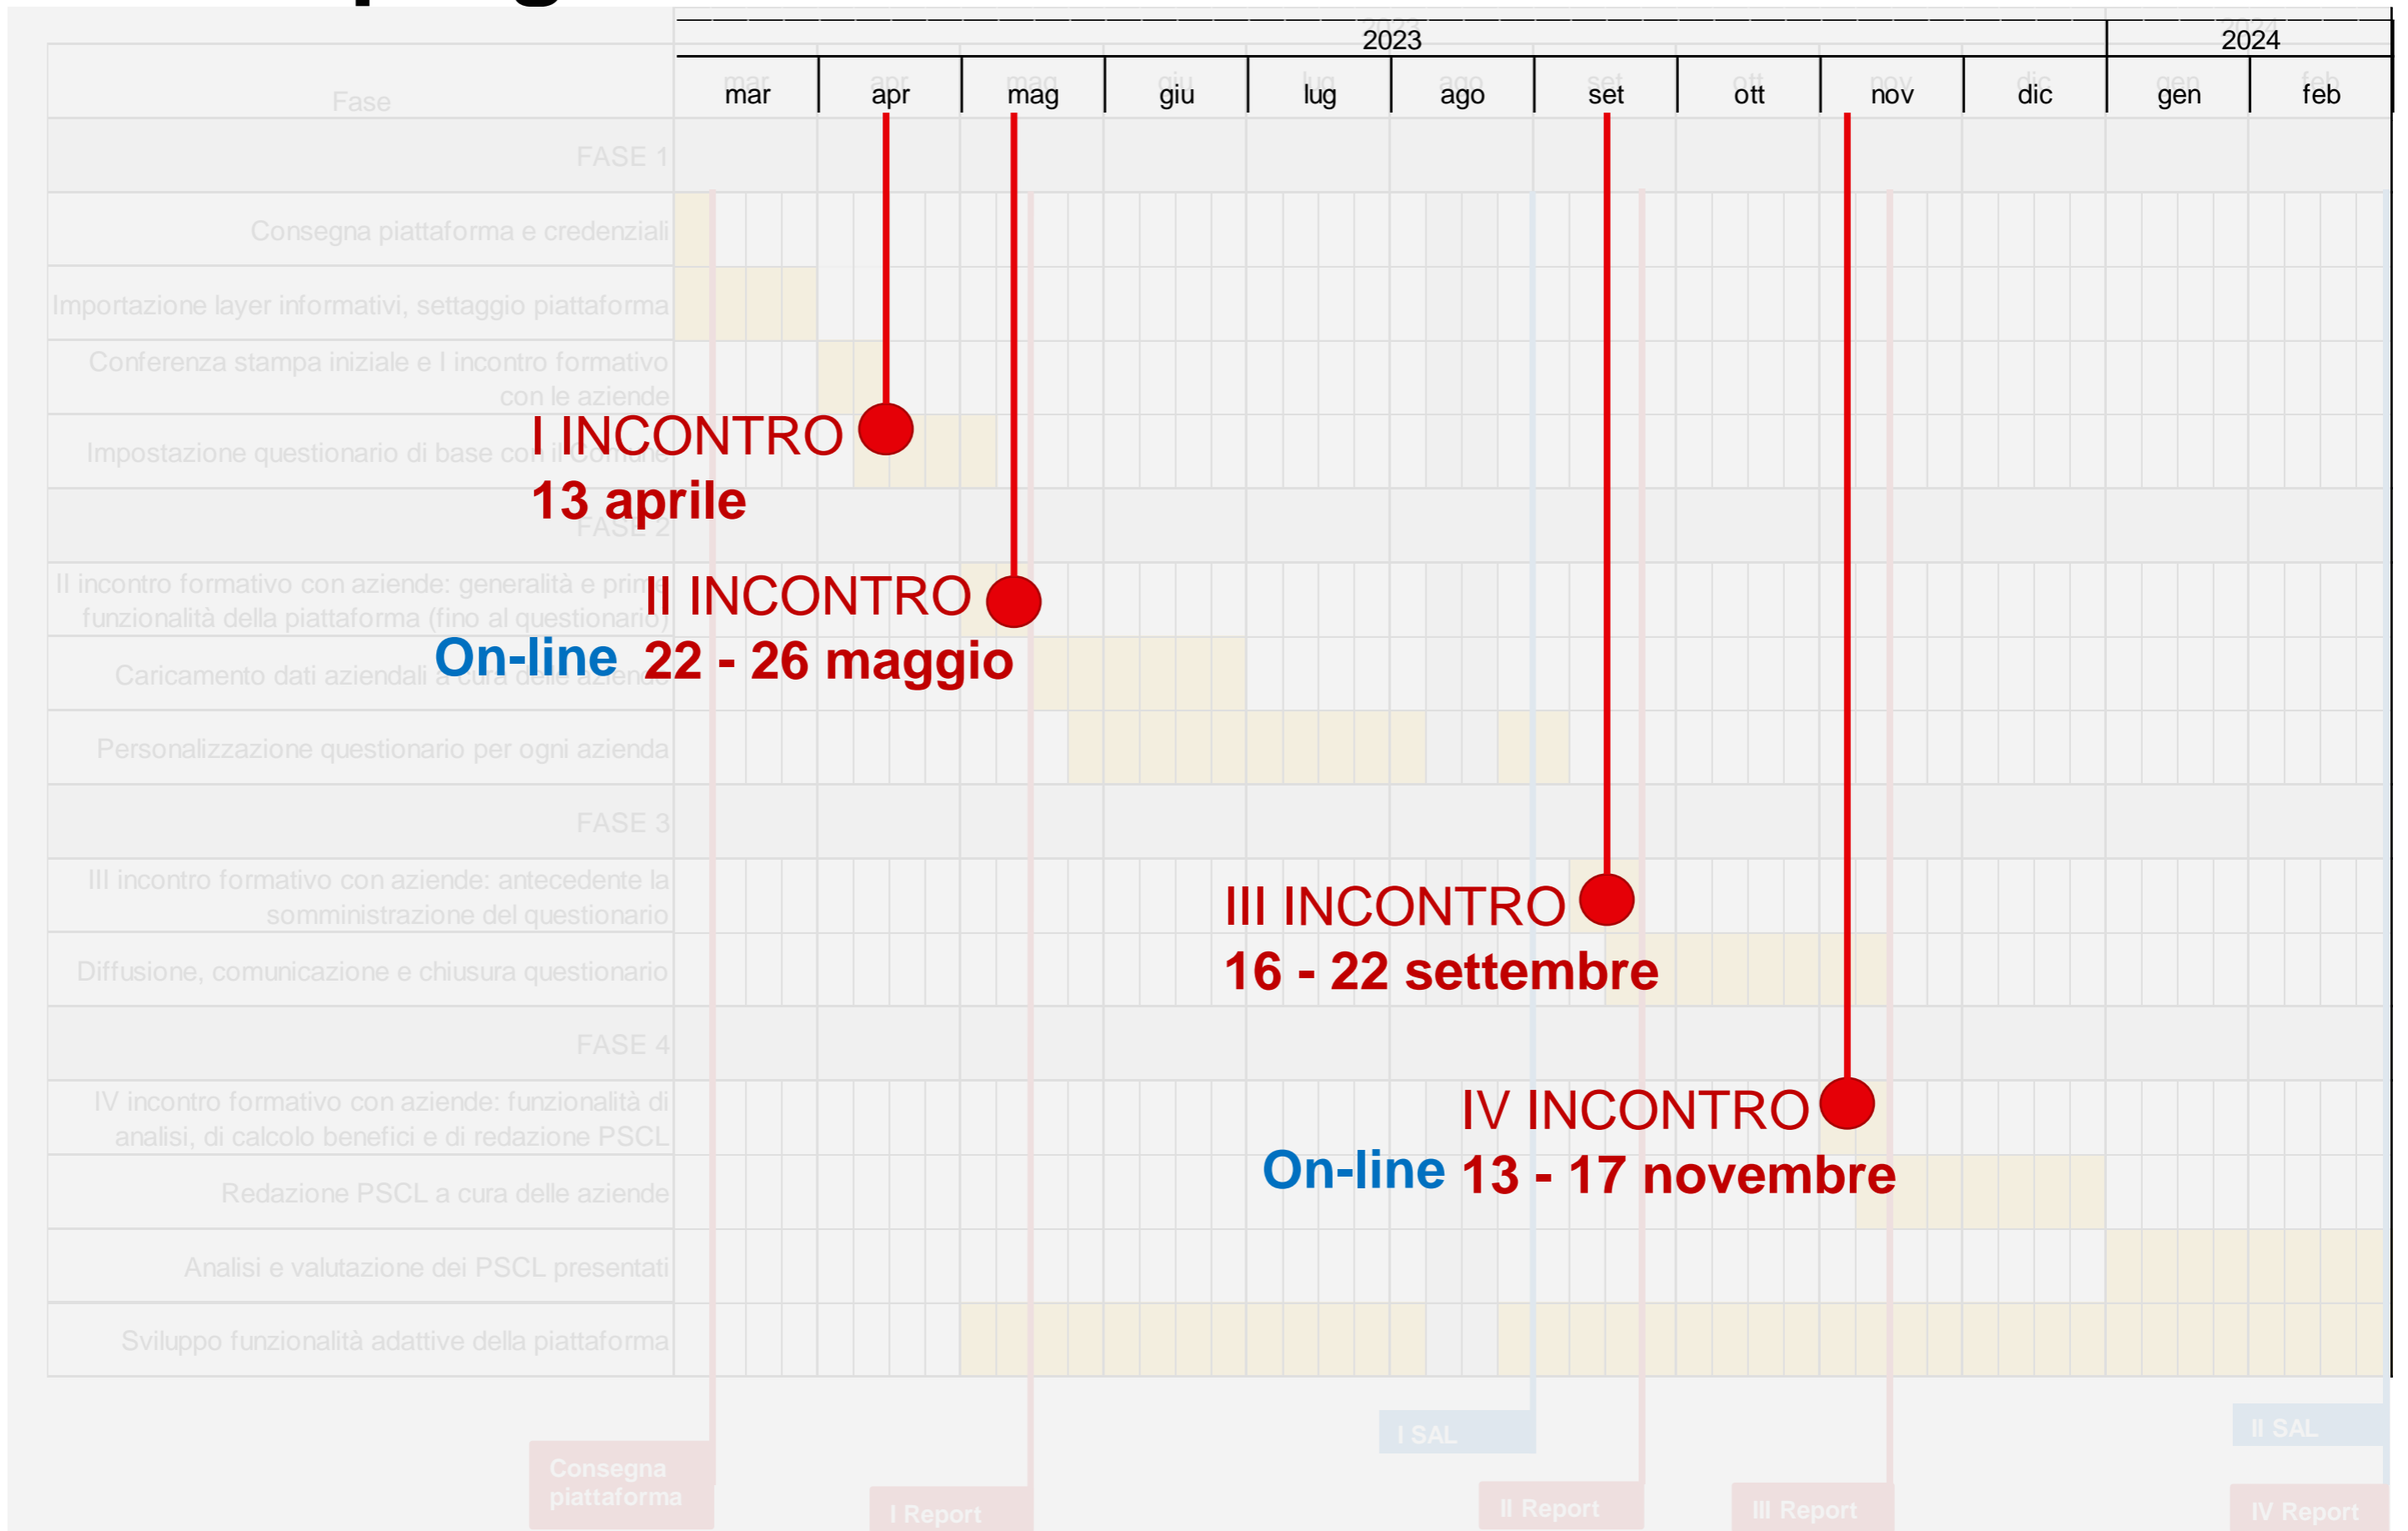 2023 2024
Fase mar apr mag giu lug ago set ott nov dic gen feb
FASE 1
Consegna piattaforma e credenziali
Importazione layer informativi, settaggio piattaforma
Conferenza stampa iniziale e I incontro formativo
con le aziende
I INCONTRO
Impostazione questionario di base con il Comune
13 aprile
FASE 2
II incontro formativo con aziende: generalità e prime
funzionalità della piattaforma (fino al questionario)
II INCONTRO
On-line 22 - 26 maggio
Caricamento dati aziendali a cura delle aziende
Personalizzazione questionario per ogni azienda
FASE 3
III incontro formativo con aziende: antecedente la
somministrazione del questionario
III INCONTRO
16 - 22 settembre
Diffusione, comunicazione e chiusura questionario
FASE 4
IV incontro formativo con aziende: funzionalità di
analisi, di calcolo benefici e di redazione PSCL
IV INCONTRO
On-line 13 - 17 novembre
Redazione PSCL a cura delle aziende
Analisi e valutazione dei PSCL presentati
Sviluppo funzionalità adattive della piattaforma
I SAL
II SAL
Consegna
piattaforma
I Report
II Report
III Report
IV Report